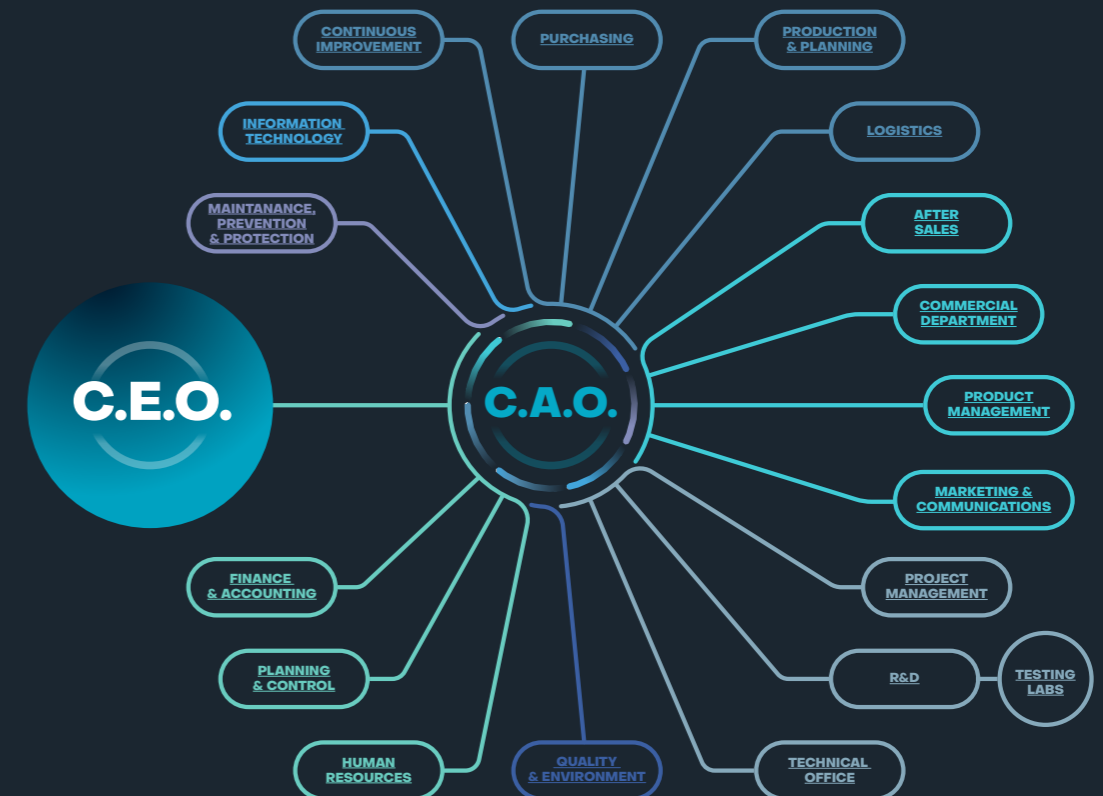 CONTINUOUS
IMPROVEMENT
PURCHASING
PRODUCTION
& PLANNING
INFORMATION
TECHNOLOGY
LOGISTICS
MAINTANANCE,
PREVENTION
& PROTECTION
AFTER
SALES
COMMERCIAL
DEPARTMENT
C.E.O.
C.A.O.
PRODUCT
MANAGEMENT
MARKETING &
COMMUNICATIONS
FINANCE
& ACCOUNTING
PROJECT
MANAGEMENT
PLANNING
& CONTROL
R&D
TESTING
LABS
HUMAN
RESOURCES
QUALITY
& ENVIRONMENT
TECHNICAL
OFFICE